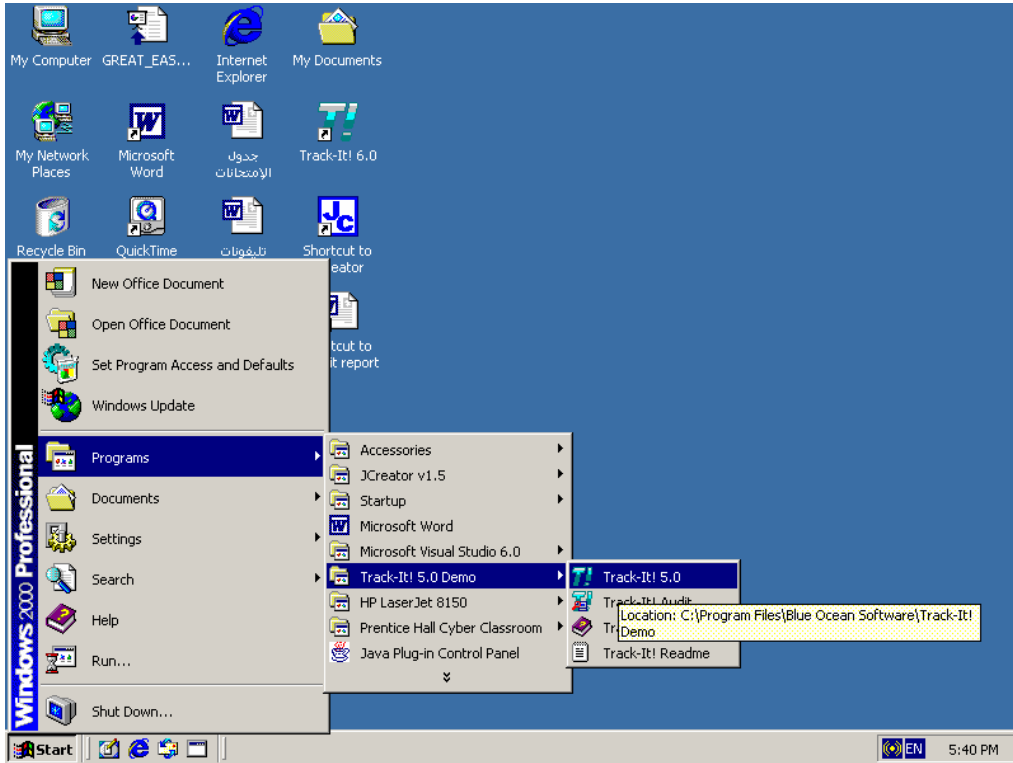 My Computer
GREAT_EAS...
Internet
Explorer
My Documents
My Network
Places
Microsoft
Word
جدول
الإمتحانات
Track-It! 6.0
Recycle Bin
QuickTime
تليفونات
Shortcut to
eator
tcut to
it report
New Office Document
Open Office Document
Set Program Access and Defaults
Windows Update
Programs
Documents
Settings
Search
Help
Run...
Shut Down...
Windows 2000 Professional
Accessories
JCreator v1.5
Startup
Microsoft Word
Microsoft Visual Studio 6.0
Track-It! 5.0 Demo
HP LaserJet 8150
Prentice Hall Cyber Classroom
Java Plug-in Control Panel
Track-It! 5.0
Track-It! Audit
Location: C:\Program Files\Blue Ocean Software\Track-It!
Demo
Track-It! Readme
Start
EN
5:40 PM